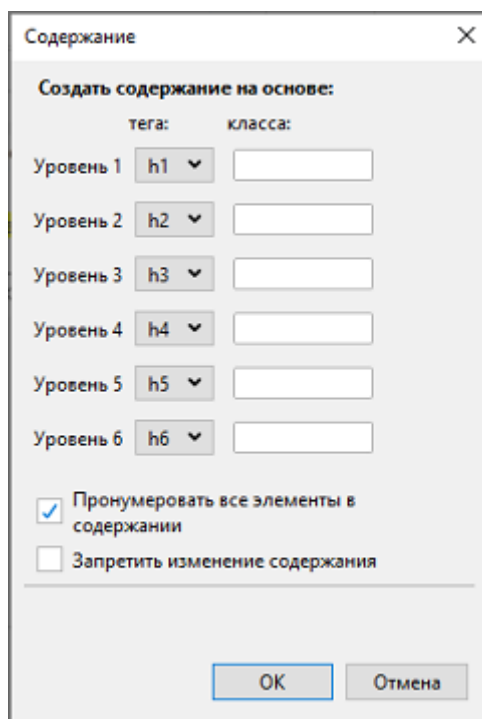 Содержание
Создать содержание на основе:
тега: класса:
Уровень 1 h1
Уровень 2 h2
Уровень 3 h3
Уровень 4 h4
Уровень 5 h5
Уровень 6 h6
Пронумеровать все элементы в
содержании
Запретить изменение содержания
OK Отмена